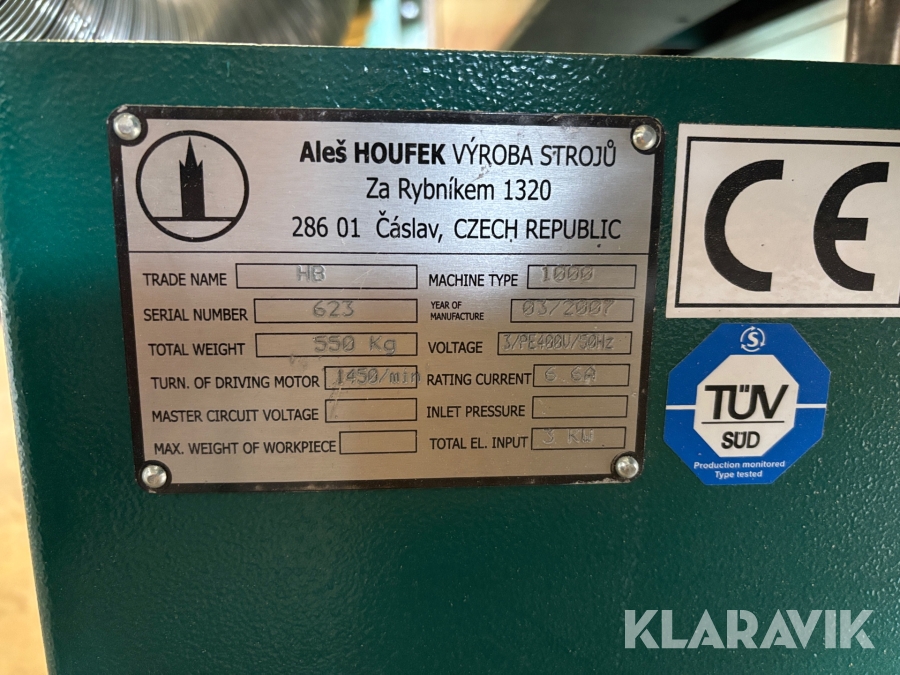 Aleš HOUFEK VÝROBA STROJŮ
Za Rybníkem 1320
286 01 Čáslav, CZECH REPUBLIC
TRADE NAME HB MACHINE TYPE 1000
SERIAL NUMBER 623 YEAR OF MANUFACTURE 03/2007
TOTAL WEIGHT 550 Kg VOLTAGE 3/PE400V/50Hz
TURN. OF DRIVING MOTOR 1450/min RATING CURRENT 6.6A
MASTER CIRCUIT VOLTAGE INLET PRESSURE
MAX. WEIGHT OF WORKPIECE TOTAL EL. INPUT 3 KW
CE
S
TÜV
SÜD
Production monitored
Type tested
KLARAVIK